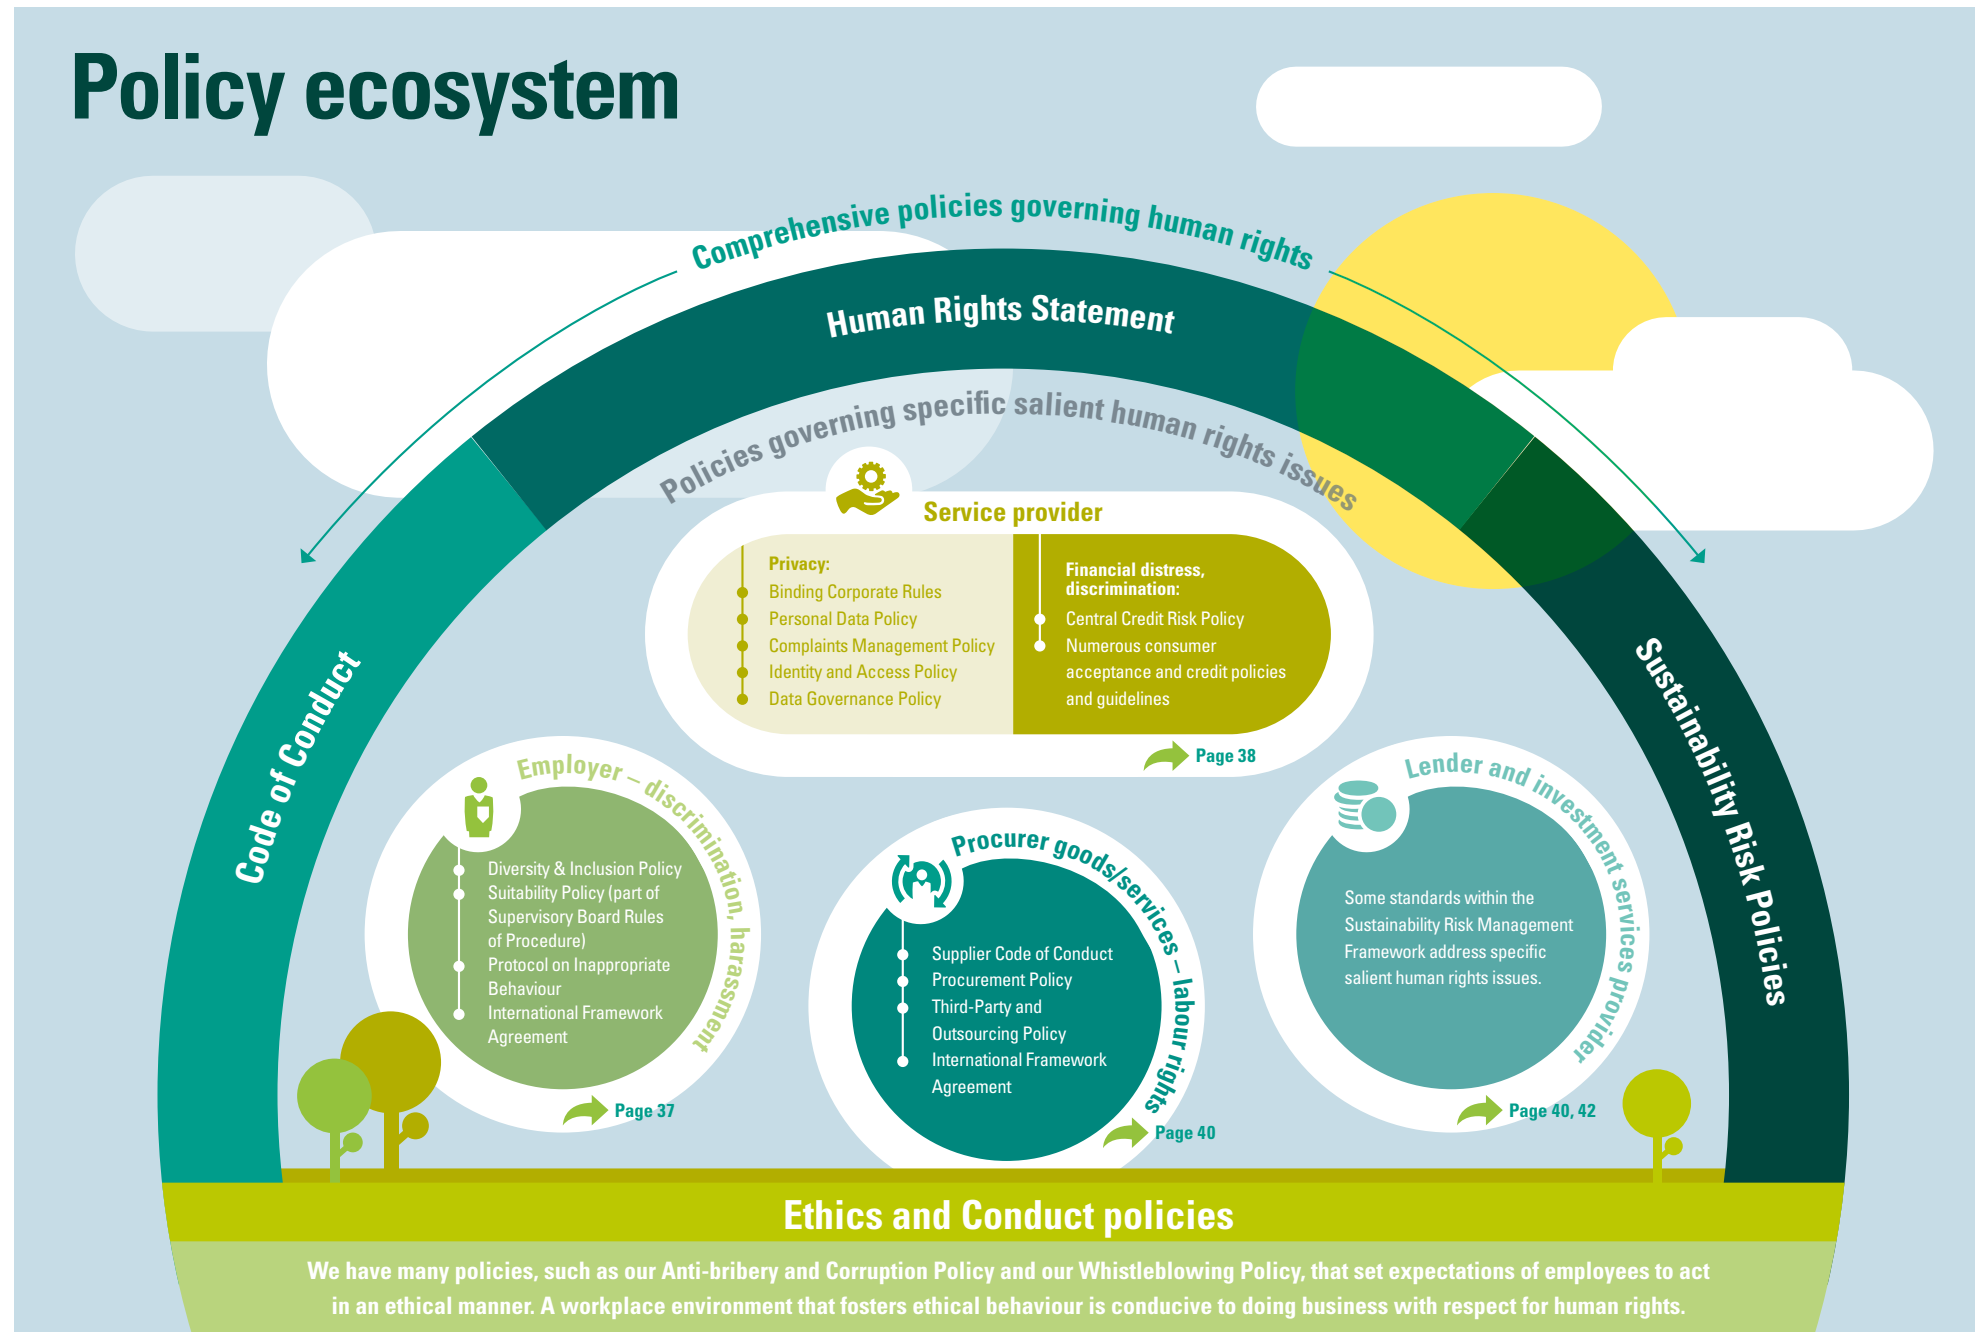 Policy ecosystem
Comprehensive policies governing human rights
Human Rights Statement
Code of Conduct
Sustainability Risk Policies
Policies governing specific salient human rights issues
Service provider
Privacy:
Binding Corporate Rules
Personal Data Policy
Complaints Management Policy
Identity and Access Policy
Data Governance Policy
Financial distress,
discrimination:
Central Credit Risk Policy
Numerous consumer
acceptance and credit policies
and guidelines
Page 38
Employer – discrimination, harassment
Diversity & Inclusion Policy
Suitability Policy (part of
Supervisory Board Rules
of Procedure)
Protocol on Inappropriate
Behaviour
International Framework
Agreement
Page 37
Procurer goods/services – labour rights
Supplier Code of Conduct
Procurement Policy
Third-Party and
Outsourcing Policy
International Framework
Agreement
Page 40
Lender and investment services provider
Some standards within the
Sustainability Risk Management
Framework address specific
salient human rights issues.
Page 40, 42
Ethics and Conduct policies
We have many policies, such as our Anti-bribery and Corruption Policy and our Whistleblowing Policy, that set expectations of employees to act
in an ethical manner. A workplace environment that fosters ethical behaviour is conducive to doing business with respect for human rights.